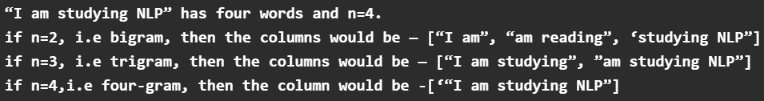 “I am studying NLP” has four words and n=4.
if n=2, i.e bigram, then the columns would be — [“I am”, “am reading”, ‘studying NLP”]
if n=3, i.e trigram, then the columns would be — [“I am studying”, ”am studying NLP”]
if n=4,i.e four-gram, then the column would be -[‘“I am studying NLP”]